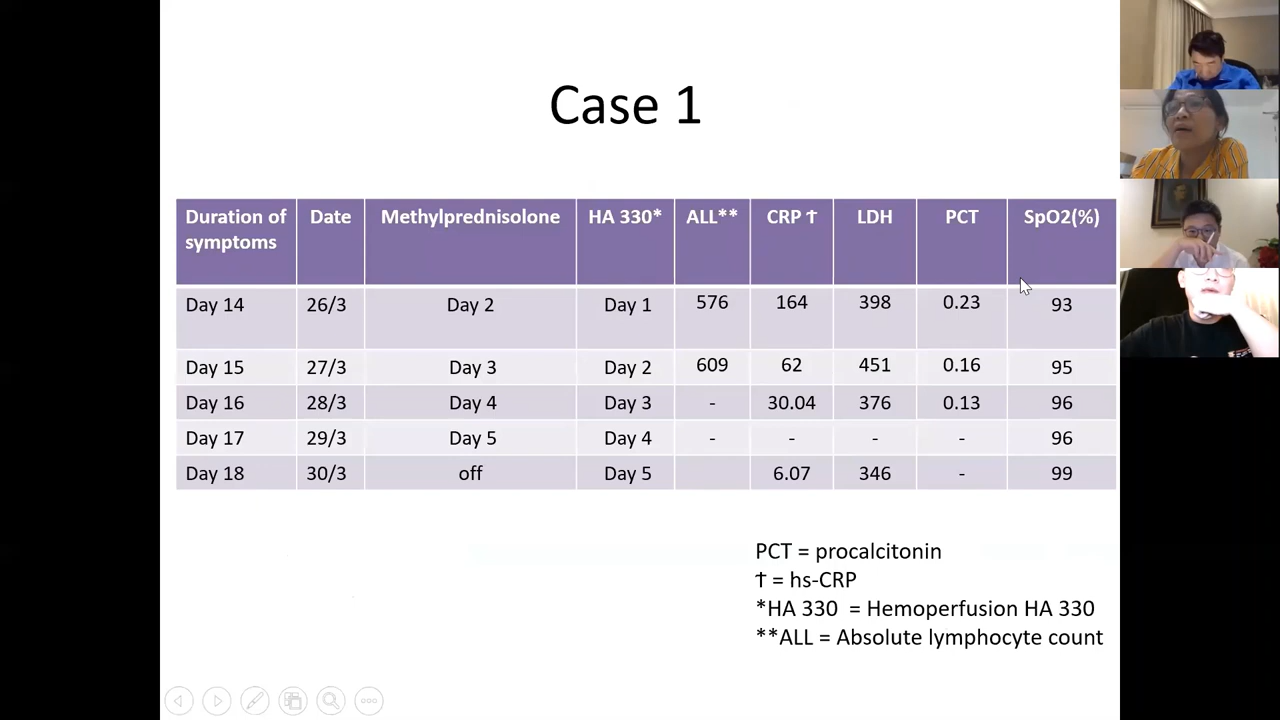 Case 1
Duration of symptoms Date Methylprednisolone HA 330* ALL** CRP † LDH PCT SpO2(%)
Day 14 26/3 Day 2 Day 1 576 164 398 0.23 93
Day 15 27/3 Day 3 Day 2 609 62 451 0.16 95
Day 16 28/3 Day 4 Day 3 - 30.04 376 0.13 96
Day 17 29/3 Day 5 Day 4 - - - - 96
Day 18 30/3 off Day 5 6.07 346 - 99
PCT = procalcitonin
† = hs-CRP
*HA 330 = Hemoperfusion HA 330
**ALL = Absolute lymphocyte count